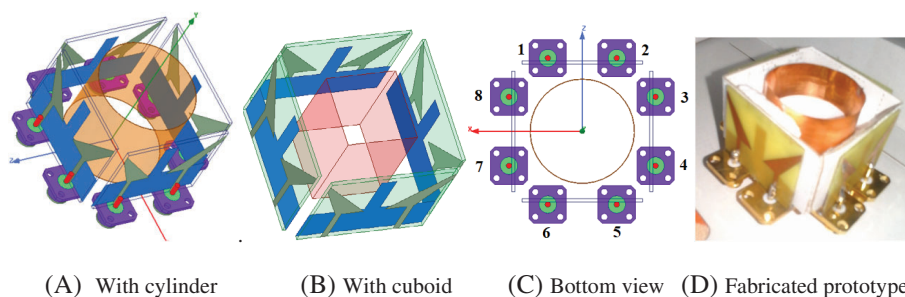 Y
Z
Z
1
2
8
3
X
7
4
6
5
(A) With cylinder
(B) With cuboid
(C) Bottom view
(D) Fabricated prototype